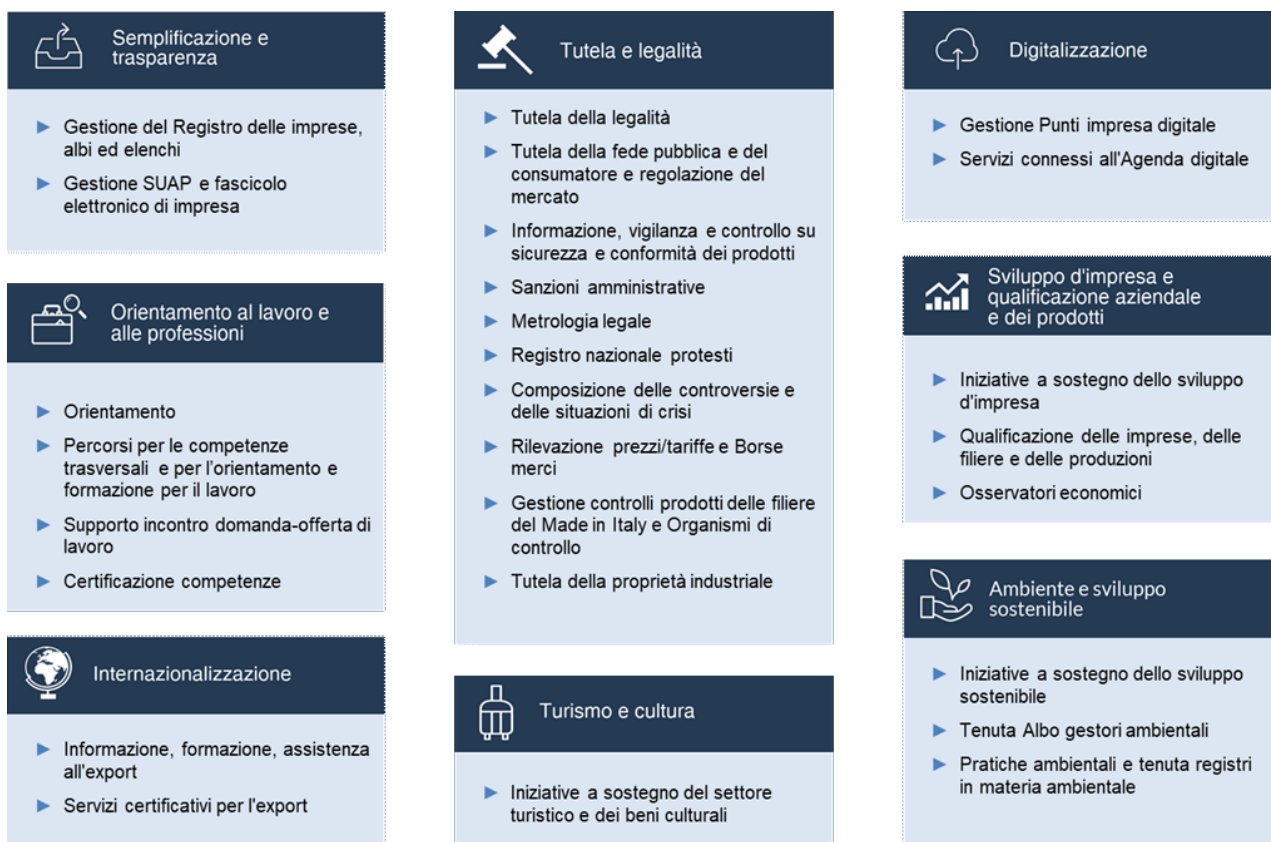 Semplificazione e
trasparenza
Gestione del Registro delle imprese,
albi ed elenchi
Gestione SUAP e fascicolo
elettronico di impresa
Orientamento al lavoro e
alle professioni
Orientamento
Percorsi per le competenze
trasversali e per l'orientamento e
formazione per il lavoro
Supporto incontro domanda-offerta di
lavoro
Certificazione competenze
Internazionalizzazione
Informazione, formazione, assistenza
all'export
Servizi certificativi per l'export
Tutela e legalità
Tutela della legalità
Tutela della fede pubblica e del
consumatore e regolazione del
mercato
Informazione, vigilanza e controllo su
sicurezza e conformità dei prodotti
Sanzioni amministrative
Metrologia legale
Registro nazionale protesti
Composizione delle controversie e
delle situazioni di crisi
Rilevazione prezzi/tariffe e Borse
merci
Gestione controlli prodotti delle filiere
del Made in Italy e Organismi di
controllo
Tutela della proprietà industriale
Turismo e cultura
Iniziative a sostegno del settore
turistico e dei beni culturali
Digitalizzazione
Gestione Punti impresa digitale
Servizi connessi all'Agenda digitale
Sviluppo d'impresa e
qualificazione aziendale
e dei prodotti
Iniziative a sostegno dello sviluppo
d'impresa
Qualificazione delle imprese, delle
filiere e delle produzioni
Osservatori economici
Ambiente e sviluppo
sostenibile
Iniziative a sostegno dello sviluppo
sostenibile
Tenuta Albo gestori ambientali
Pratiche ambientali e tenuta registri
in materia ambientale